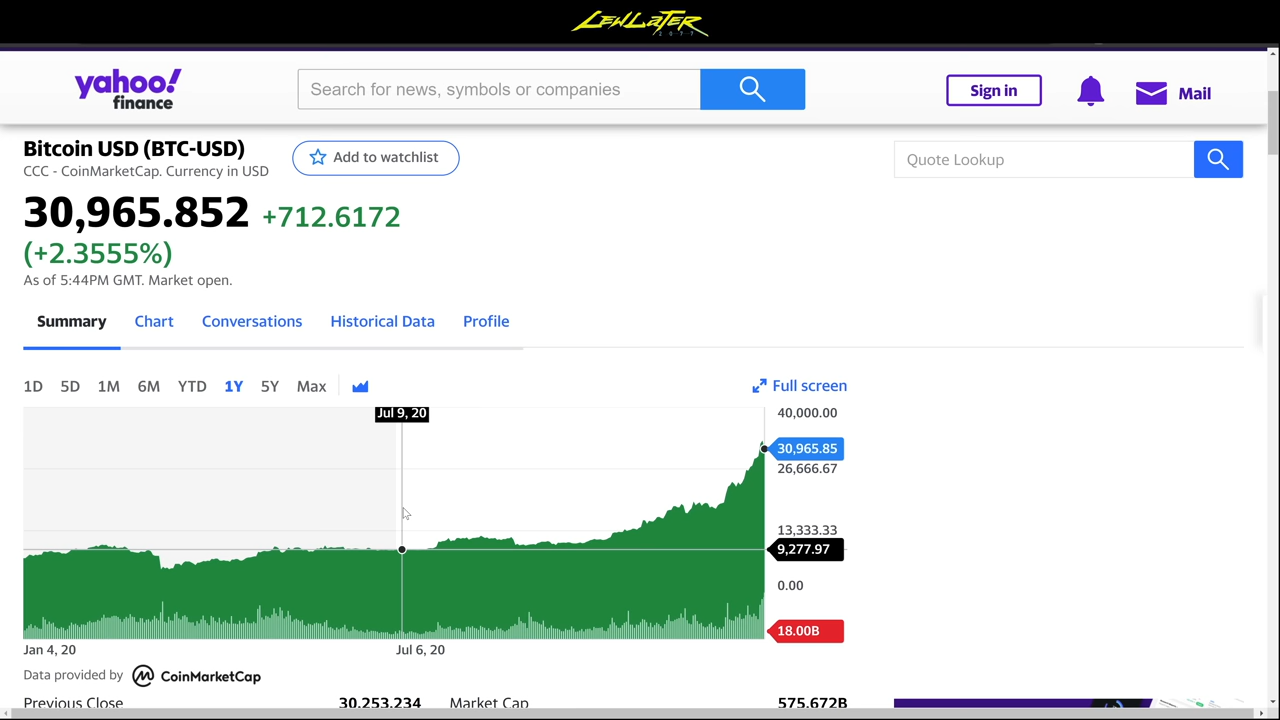 LEWLATER
2077
yahoo!
finance
Search for news, symbols or companies
Sign in
Mail
Bitcoin USD (BTC-USD)
Add to watchlist
CCC - CoinMarketCap. Currency in USD
Quote Lookup
30,965.852 +712.6172
(+2.3555%)
As of 5:44PM GMT. Market open.
Summary Chart Conversations Historical Data Profile
1D 5D 1M 6M YTD 1Y 5Y Max
Full screen
Jul 9, 20
40,000.00
30,965.85
26,666.67
13,333.33
9,277.97
0.00
18.00B
Jan 4, 20
Jul 6, 20
Data provided by CoinMarketCap
Previous Close 30,253.234 Market Cap 575.672B